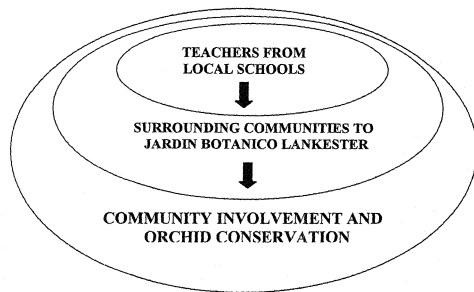 TEACHERS FROM
LOCAL SCHOOLS
SURROUNDING COMMUNITIES TO
JARDIN BOTANICO LANKESTER
COMMUNITY INVOLVEMENT AND
ORCHID CONSERVATION